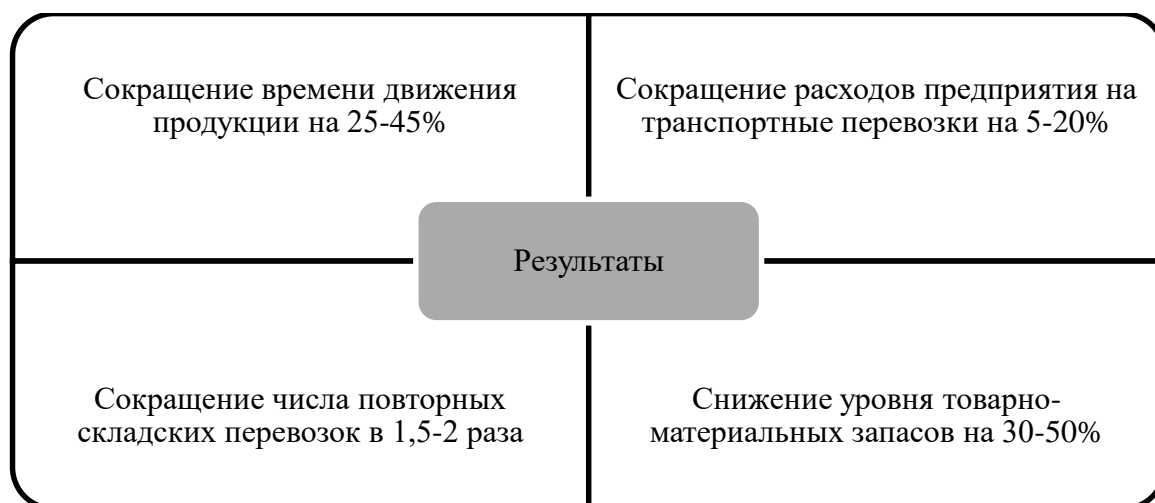 Сокращение времени движения
продукции на 25-45%
Сокращение расходов предприятия на
транспортные перевозки на 5-20%
Результаты
Сокращение числа повторных
складских перевозок в 1,5-2 раза
Снижение уровня товарно-
материальных запасов на 30-50%